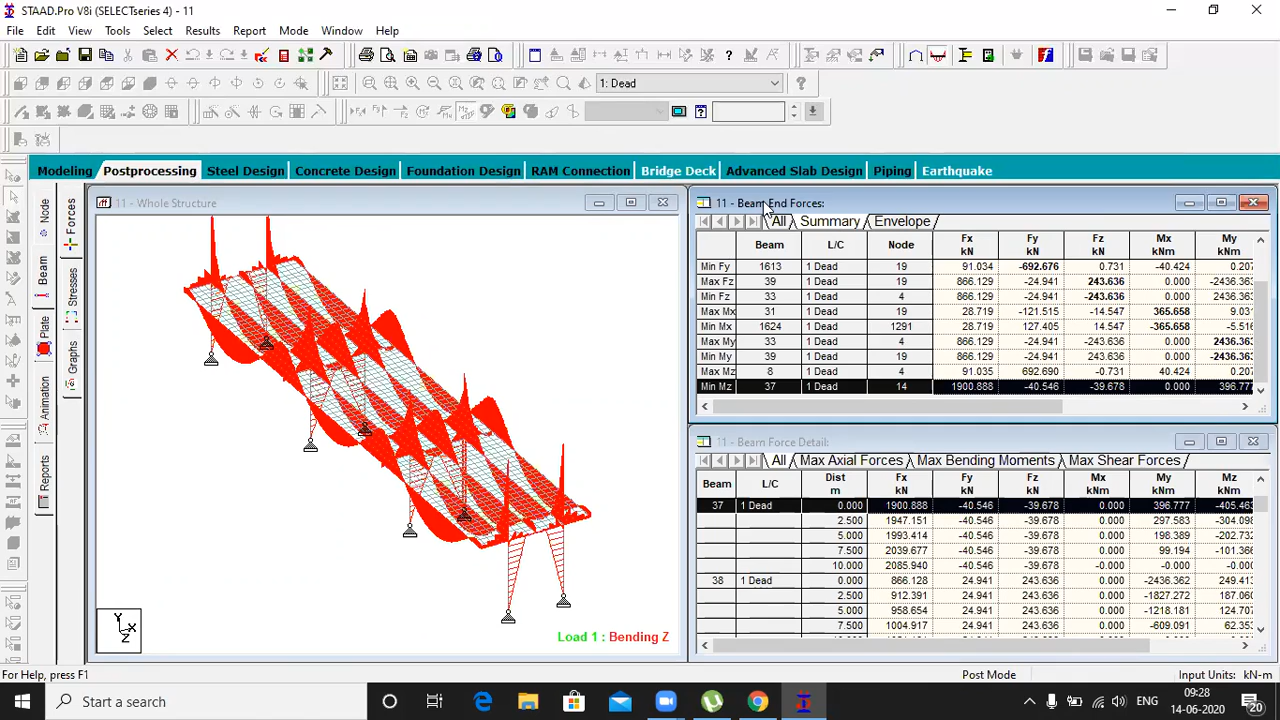 STAAD.Pro V8i (SELECTseries 4) - 11
File Edit View Tools Select Results Report Mode Window Help
1: Dead
Modeling Postprocessing Steel Design Concrete Design Foundation Design RAM Connection Bridge Deck Advanced Slab Design Piping Earthquake
Node
Beam
Plate
Animation
Reports
Forces
Stresses
Graphs
11 - Whole Structure
Y
X
Z
Load 1 : Bending Z
11 - Beam End Forces:
All Summary Envelope
Beam L/C Node Fx Fy Fz Mx My
kN kN kN kNm kNm
Min Fy 1613 1 Dead 19 91.034 -692.676 0.731 -40.424 0.207
Max Fz 39 1 Dead 19 866.129 -24.941 243.636 0.000 -2436.363
Min Fz 33 1 Dead 4 866.129 -24.941 -243.636 0.000 2436.363
Max Mx 31 1 Dead 19 28.719 -121.515 -14.547 365.658 9.03
Min Mx 1624 1 Dead 1291 28.719 127.405 14.547 -365.658 -5.516
Max My 33 1 Dead 4 866.129 -24.941 -243.636 0.000 2436.363
Min My 39 1 Dead 19 866.129 -24.941 243.636 0.000 -2436.363
Max Mz 8 1 Dead 4 91.035 692.690 -0.731 40.424 0.207
Min Mz 37 1 Dead 14 1900.888 -40.546 -39.678 0.000 396.777
11 - Beam Force Detail:
All Max Axial Forces Max Bending Moments Max Shear Forces
Beam L/C Dist Fx Fy Fz Mx My Mz
m kN kN kN kNm kNm kNm
37 1 Dead 0.000 1900.888 -40.546 -39.678 0.000 396.777 -405.463
2.500 1947.151 -40.546 -39.678 0.000 297.583 -304.098
5.000 1993.414 -40.546 -39.678 0.000 198.389 -202.732
7.500 2039.677 -40.546 -39.678 0.000 99.194 -101.366
10.000 2085.940 -40.546 -39.678 0.000 -0.000 -0.000
38 1 Dead 0.000 866.128 24.941 243.636 0.000 -2436.362 249.413
2.500 912.391 24.941 243.636 0.000 -1827.272 187.060
5.000 958.654 24.941 243.636 0.000 -1218.181 124.707
7.500 1004.917 24.941 243.636 0.000 -609.091 62.353
For Help, press F1
Post Mode
Input Units: kN-m
Start a search
ENG
09:28
14-06-2020
20